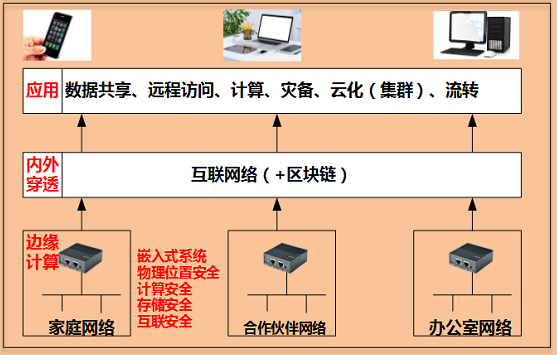 应用
数据共享、远程访问、计算、灾备、云化（集群）、流转
内外
穿透
互联网络（+区块链）
边缘
计算
嵌入式系统
物理位置安全
计算安全
存储安全
互联安全
家庭网络
合作伙伴网络
办公室网络